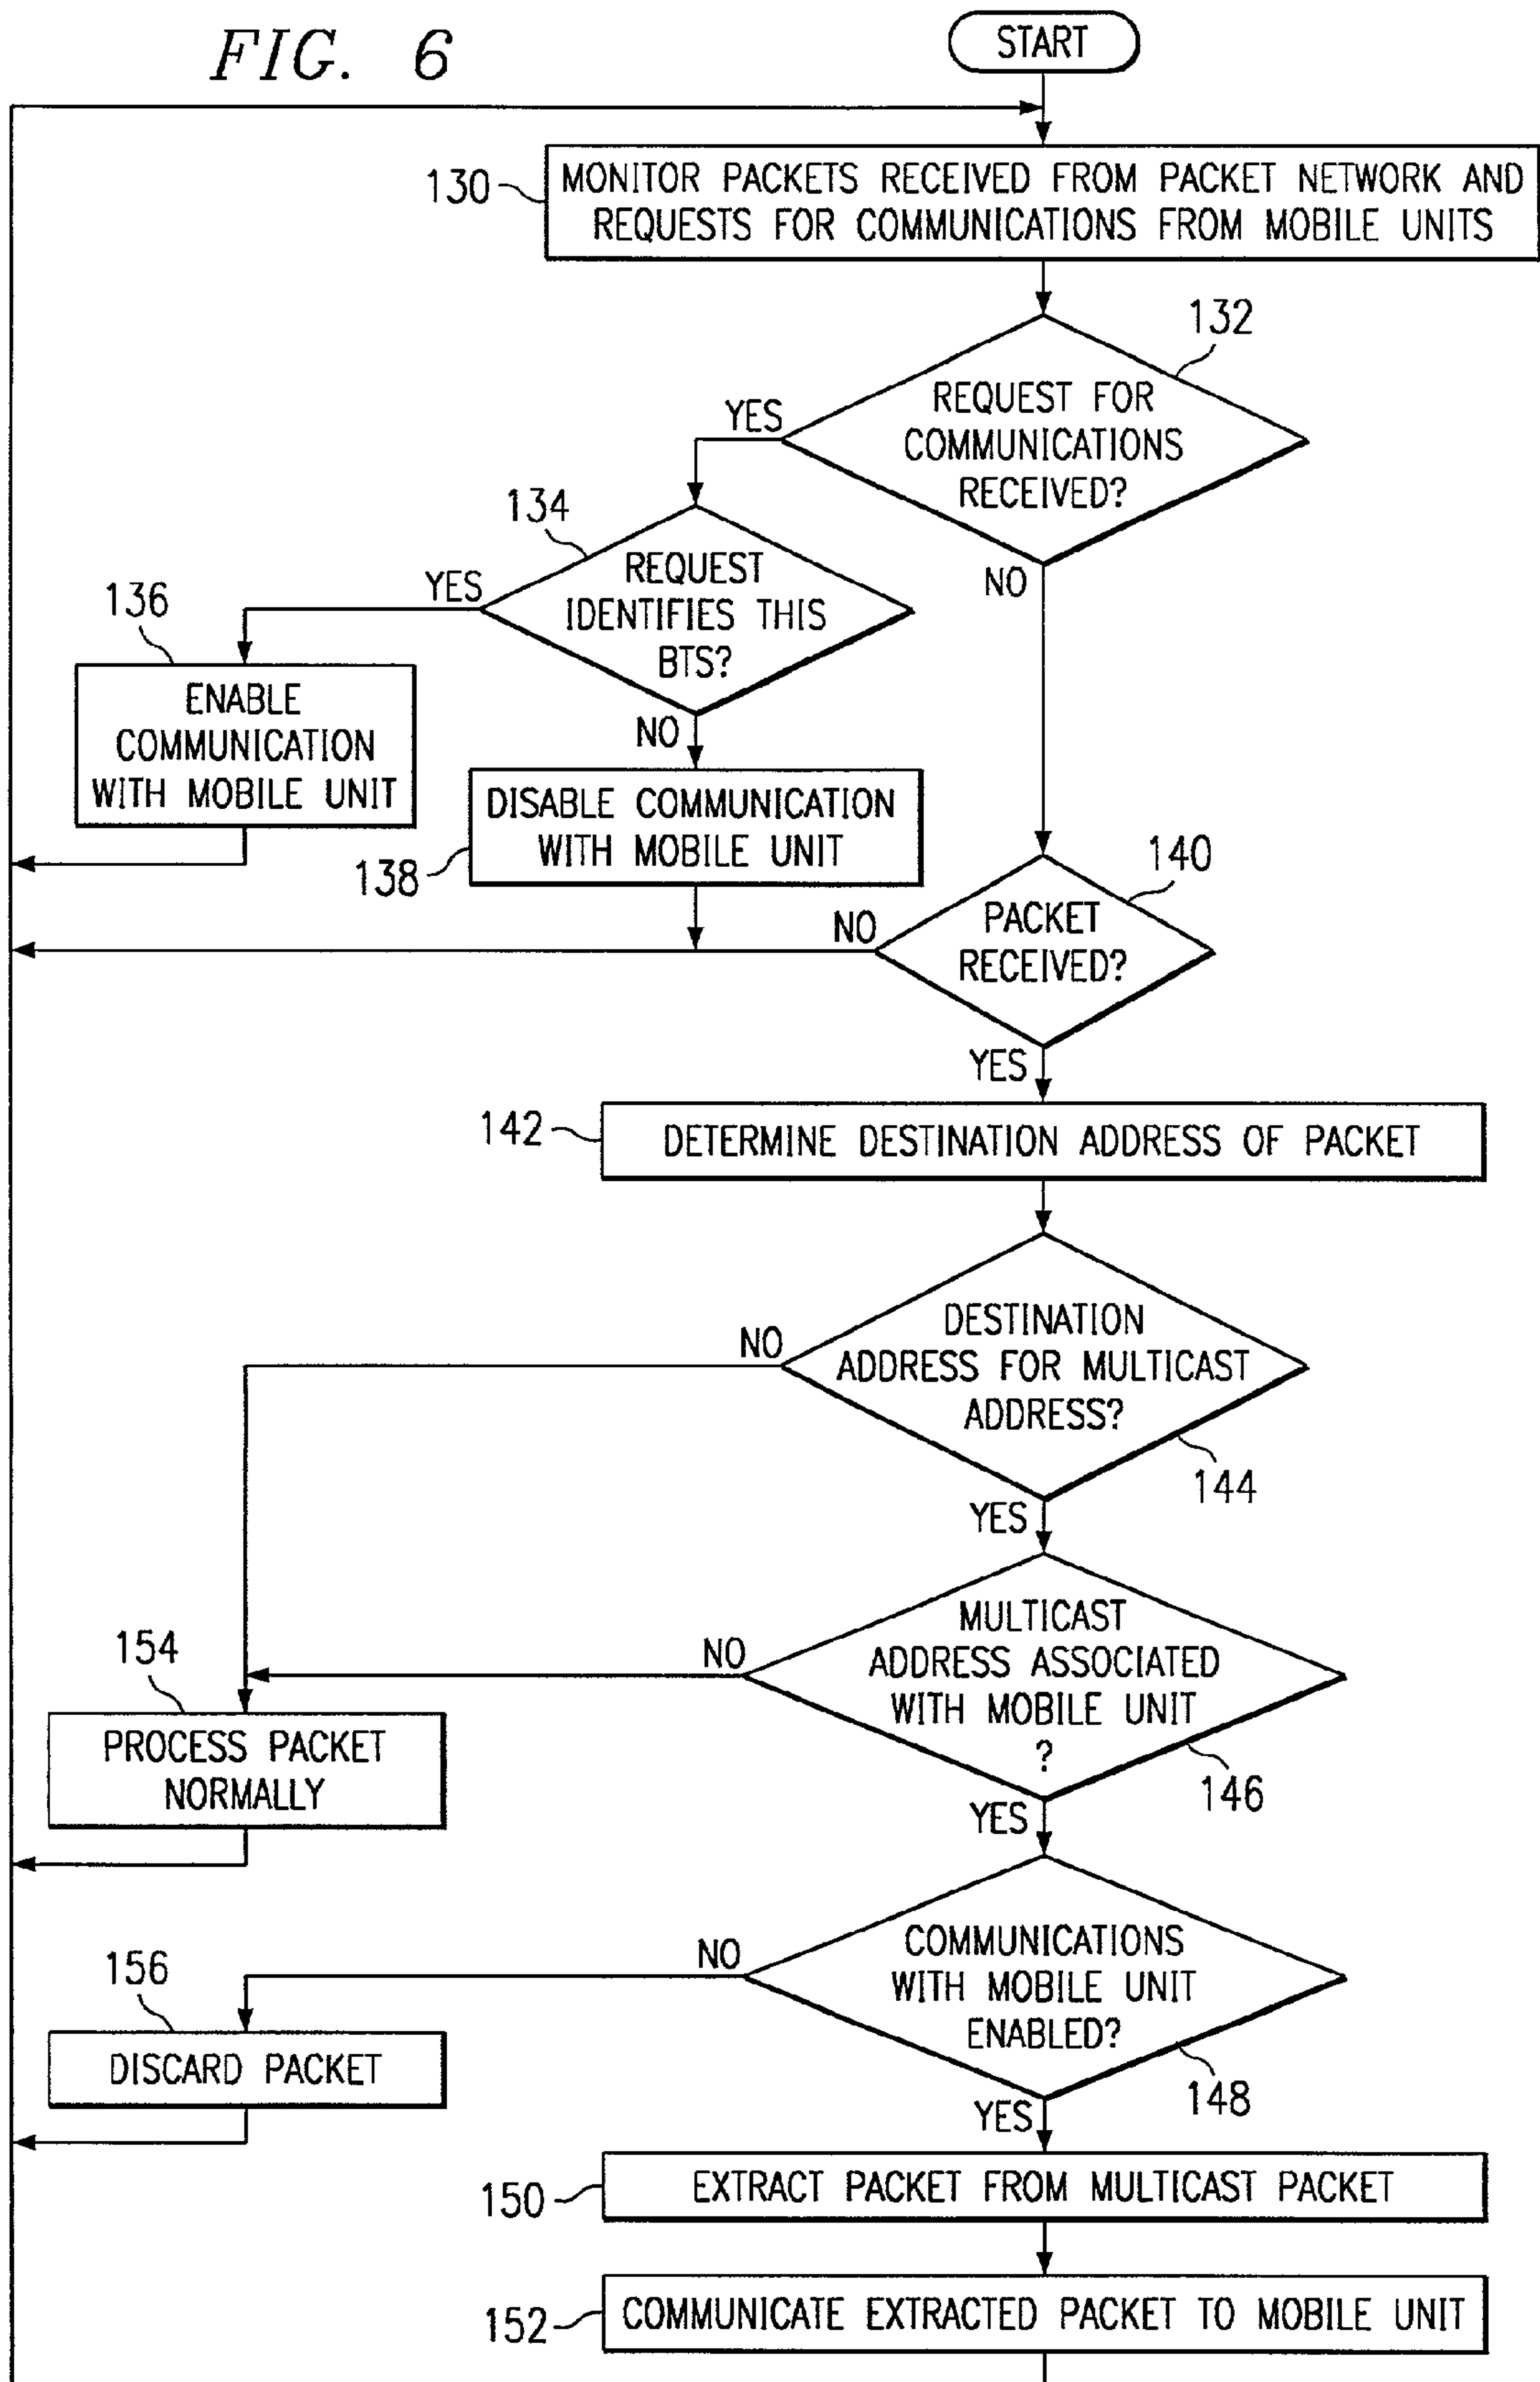 FIG. 6
START
130
MONITOR PACKETS RECEIVED FROM PACKET NETWORK AND
REQUESTS FOR COMMUNICATIONS FROM MOBILE UNITS
132
REQUEST FOR
COMMUNICATIONS
RECEIVED?
YES
NO
134
REQUEST
IDENTIFIES THIS
BTS?
YES
NO
136
ENABLE
COMMUNICATION
WITH MOBILE UNIT
DISABLE COMMUNICATION
WITH MOBILE UNIT
138
140
PACKET
RECEIVED?
NO
YES
142
DETERMINE DESTINATION ADDRESS OF PACKET
DESTINATION
ADDRESS FOR MULTICAST
ADDRESS?
NO
144
YES
MULTICAST
ADDRESS ASSOCIATED
WITH MOBILE UNIT
?
NO
146
YES
154
PROCESS PACKET
NORMALLY
COMMUNICATIONS
WITH MOBILE UNIT
ENABLED?
NO
148
YES
156
DISCARD PACKET
150
EXTRACT PACKET FROM MULTICAST PACKET
152
COMMUNICATE EXTRACTED PACKET TO MOBILE UNIT